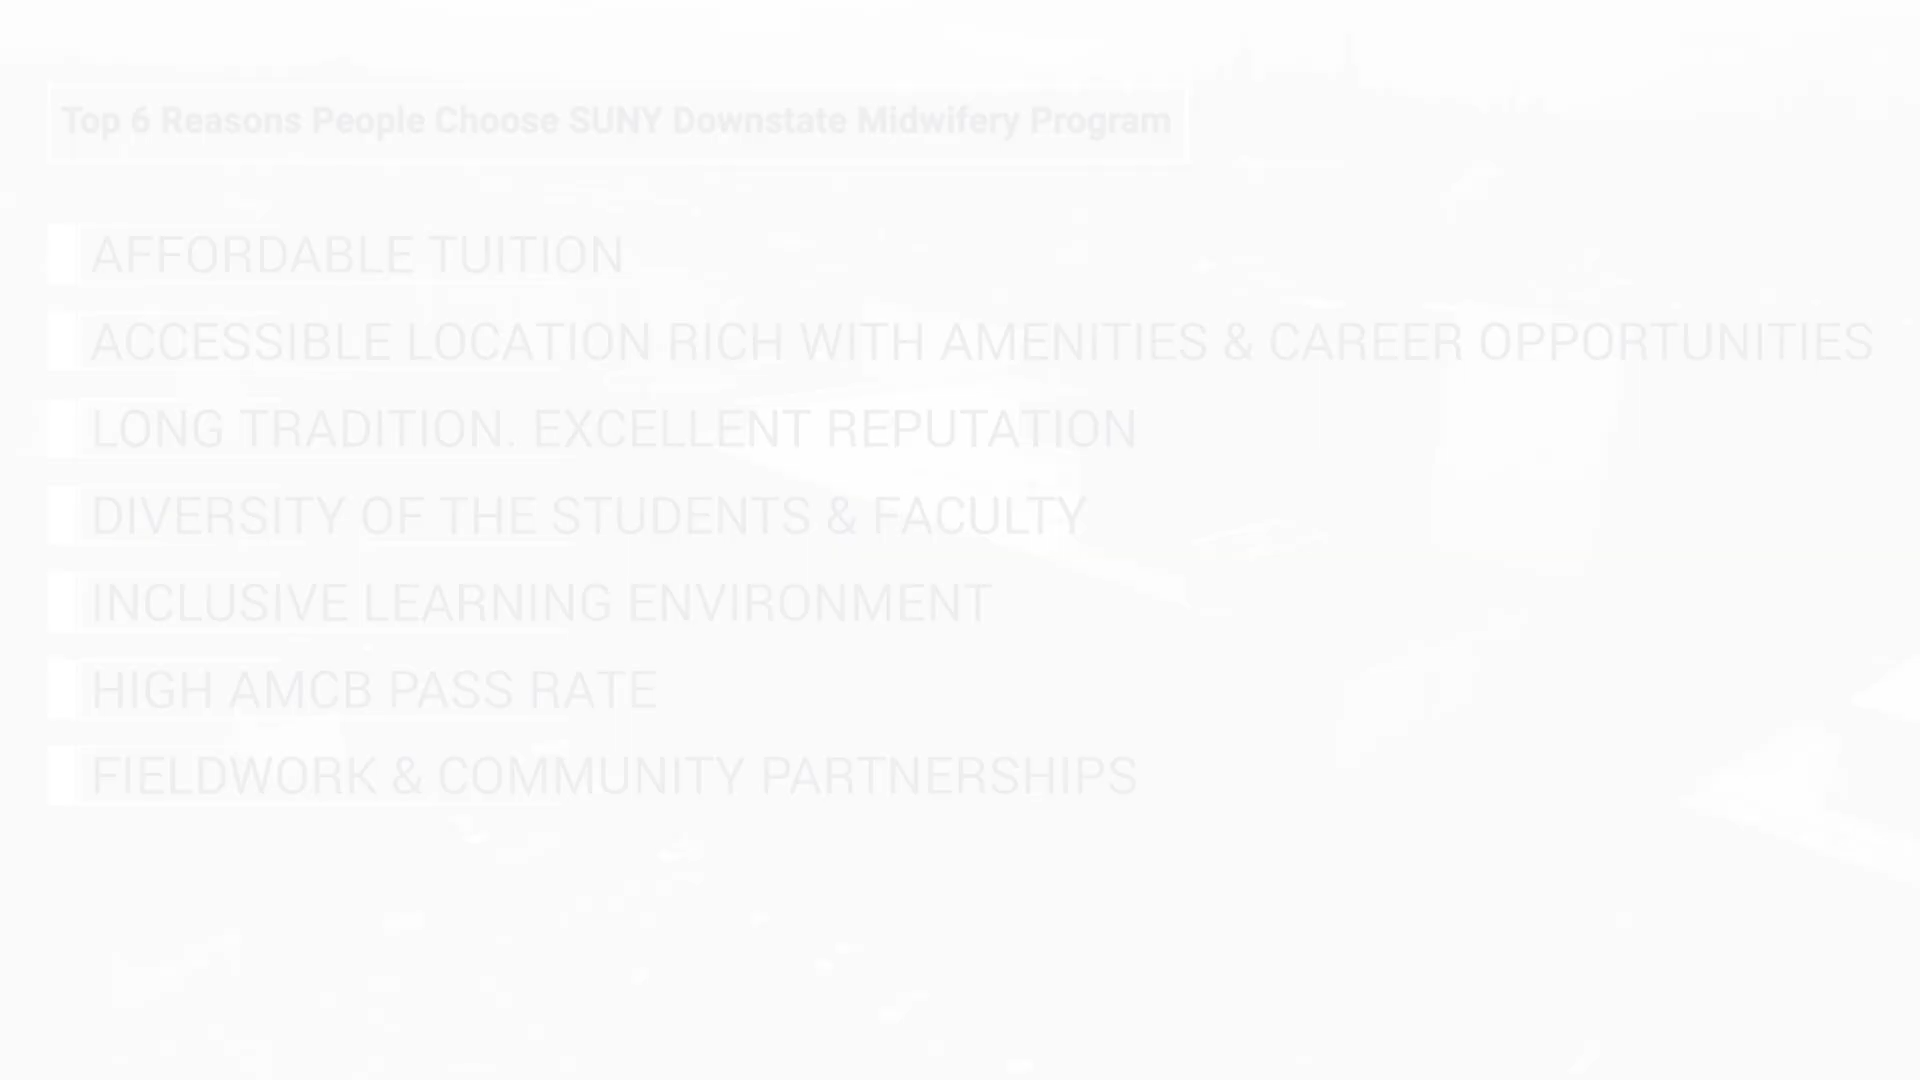 Top 6 Reasons People Choose SUNY Downstate Midwifery Program
AFFORDABLE TUITION
ACCESSIBLE LOCATION RICH WITH AMENITIES & CAREER OPPORTUNITIES
LONG TRADITION. EXCELLENT REPUTATION
DIVERSITY OF THE STUDENTS & FACULTY
INCLUSIVE LEARNING ENVIRONMENT
HIGH AMCB PASS RATE
FIELDWORK & COMMUNITY PARTNERSHIPS